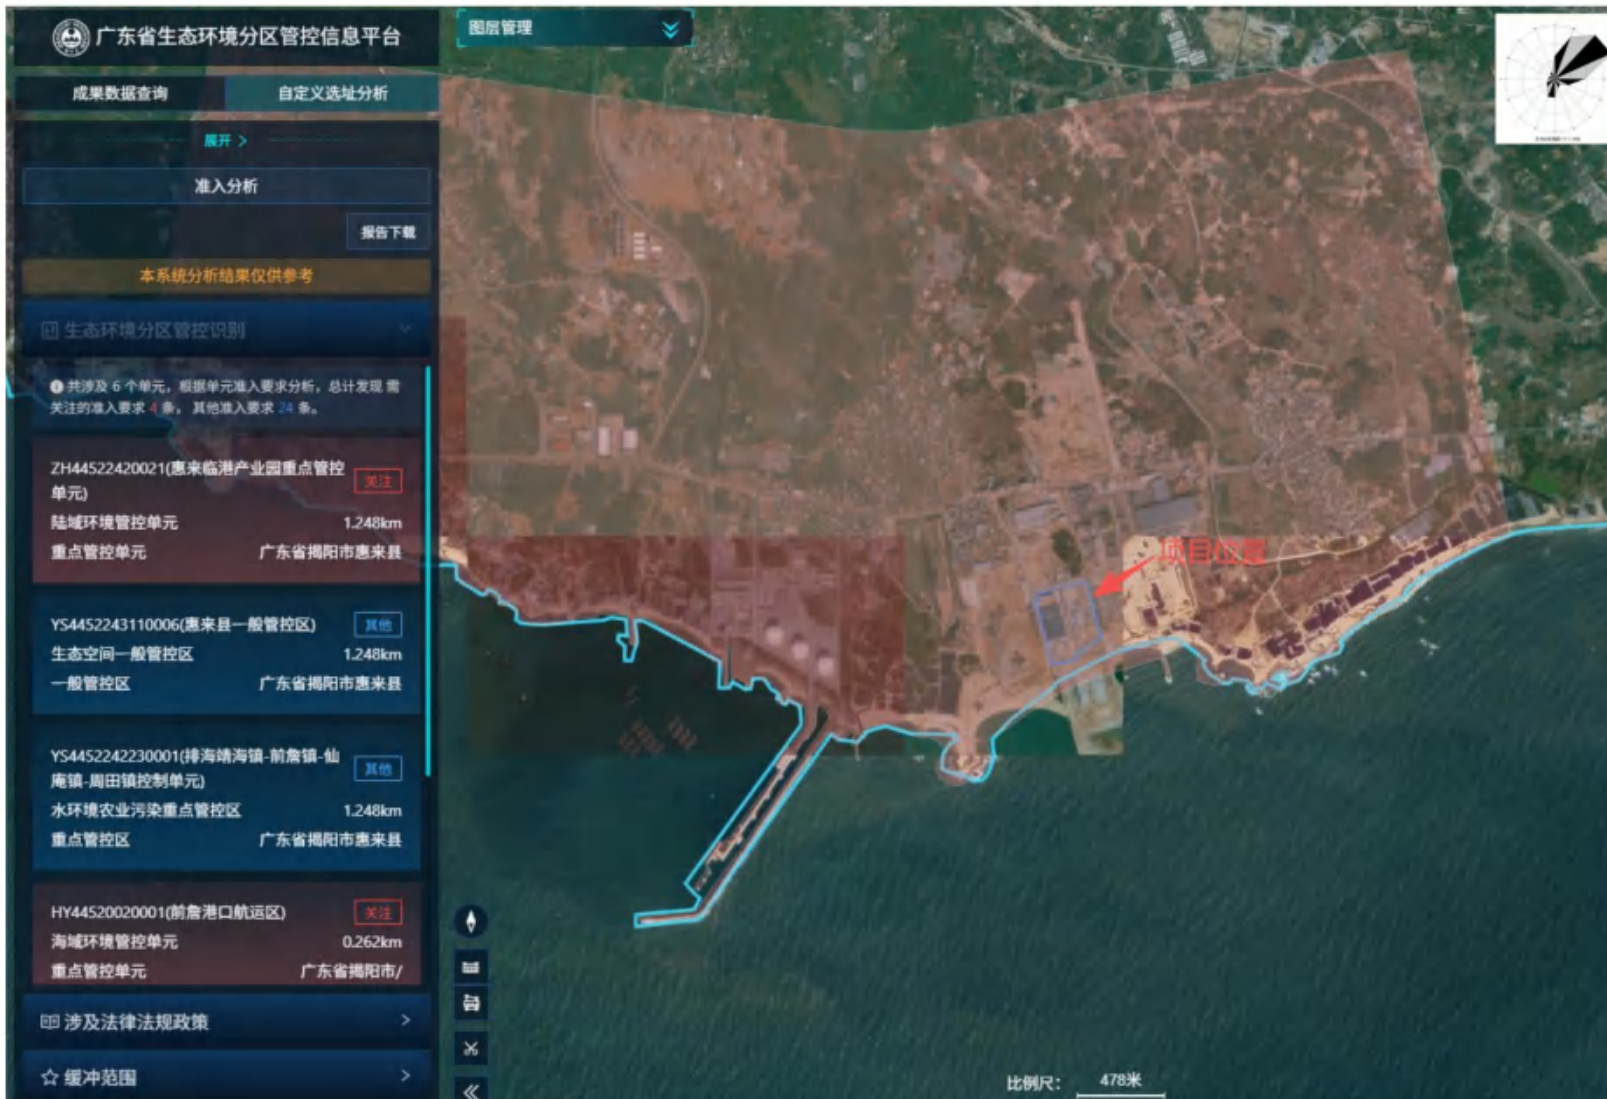 广东省生态环境分区管控信息平台
图层管理
成果数据查询
自定义选址分析
展开 >
准入分析
报告下载
本系统分析结果仅供参考
生态环境分区管控识别
共涉及 6 个单元，根据单元准入要求分析，总计发现 需
关注的准入要求 4 条， 其他准入要求 24 条。
ZH44522420021(惠来临港产业园重点管控
单元)
关注
陆域环境管控单元
1.248km
重点管控单元
广东省揭阳市惠来县
YS4452243110006(惠来县一般管控区)
其他
生态空间一般管控区
1.248km
一般管控区
广东省揭阳市惠来县
YS4452242230001(排海靖海镇-前詹镇-仙
庵镇-周田镇控制单元)
其他
水环境农业污染重点管控区
1.248km
重点管控区
广东省揭阳市惠来县
HY44520020001(前詹港口航运区)
关注
海域环境管控单元
0.262km
重点管控单元
广东省揭阳市/
涉及法律法规政策
缓冲范围
项目位置
比例尺：
478米